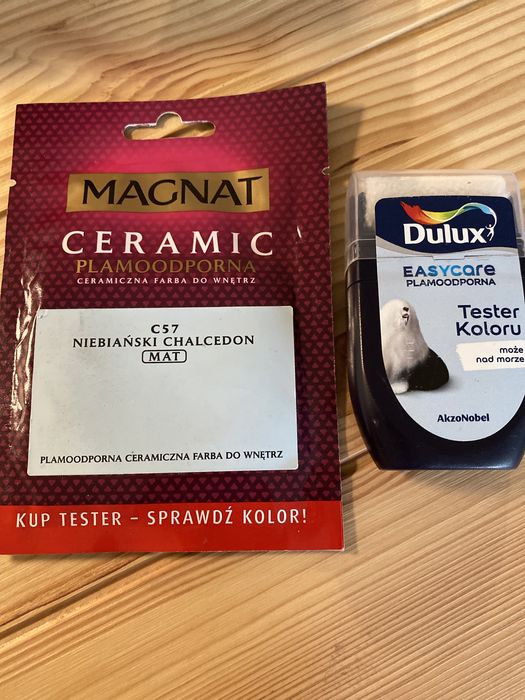 MAGNAT
CERAMIC
PLAMOODPORNA
CERAMICZNA FARBA DO WNĘTRZ
C57
NIEBIAŃSKI CHALCEDON
MAT
PLAMOODPORNA CERAMICZNA FARBA DO WNĘTRZ
KUP TESTER – SPRAWDŹ KOLOR!
Dulux
EASYcare
PLAMOODPORNA
Tester
Koloru
może
nad morze
AkzoNobel